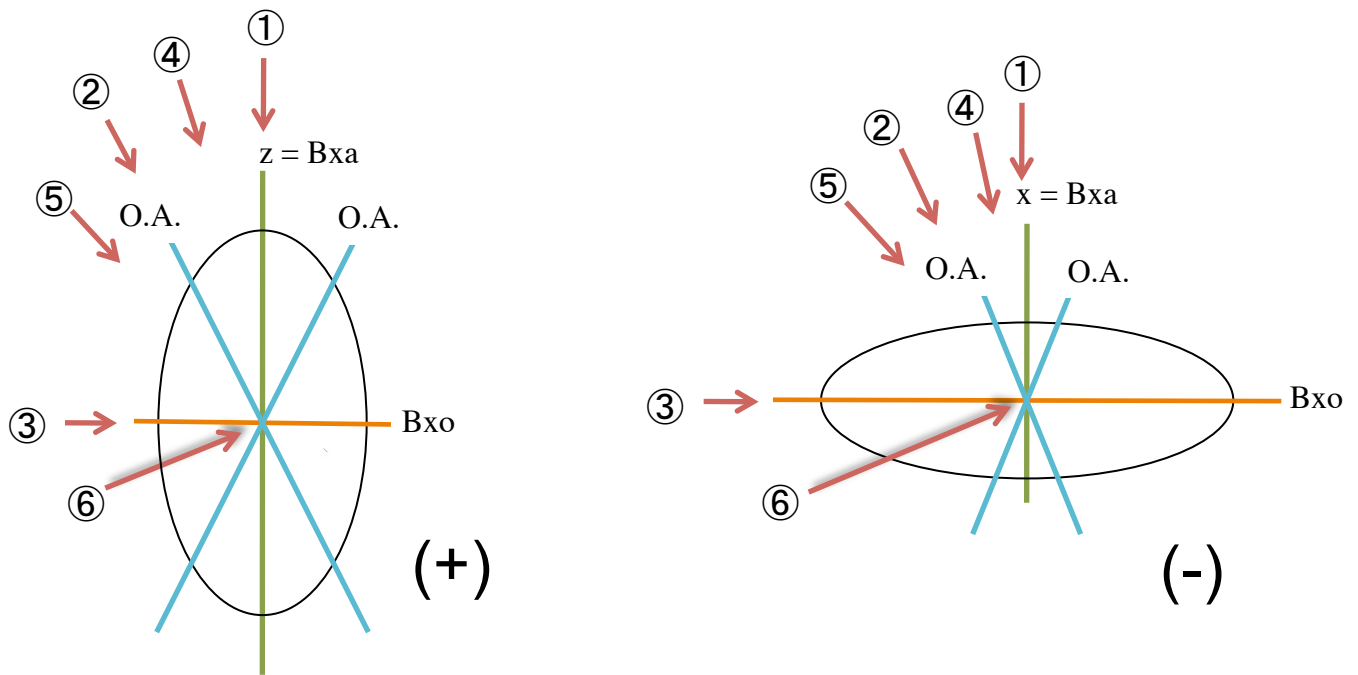 ①
④
②
z = Bxa
⑤
O.A.
O.A.
③
Bxo
⑥
(+)
①
④
②
⑤
x = Bxa
O.A.
O.A.
③
Bxo
⑥
(-)